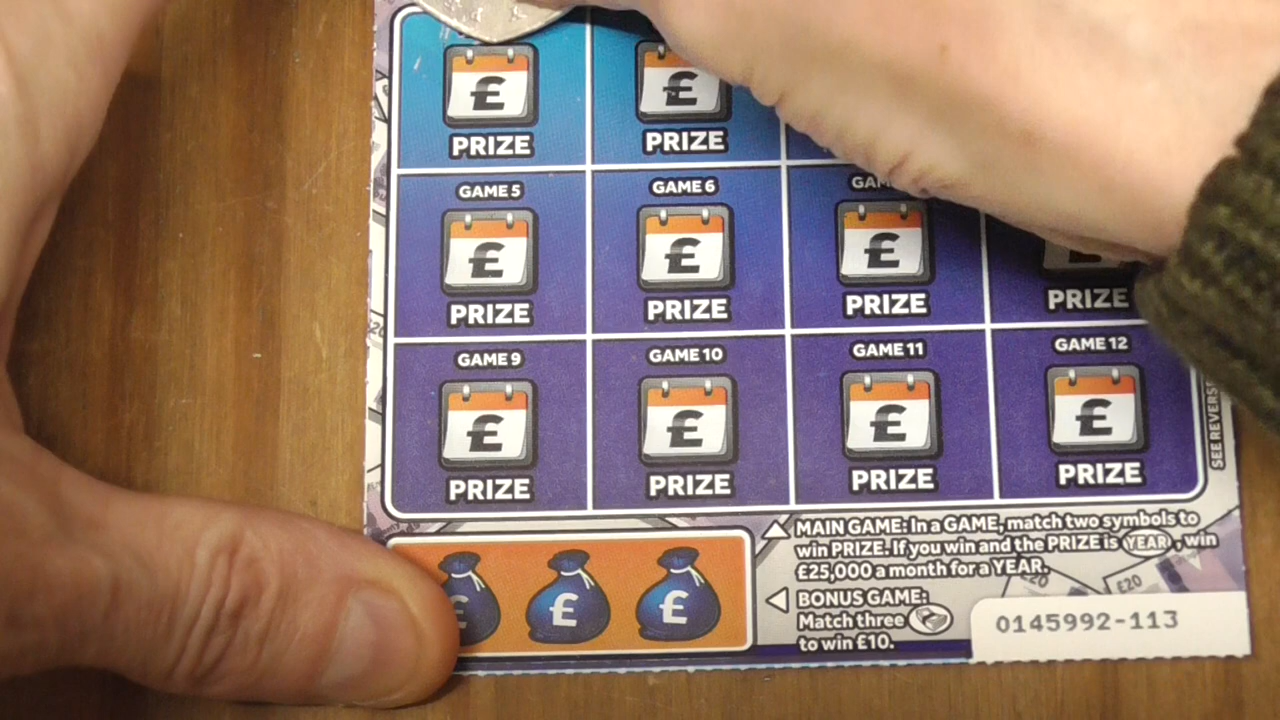 £ £
PRIZE PRIZE
GAME 5 GAME 6
£ £ £
PRIZE PRIZE PRIZE PRIZE
GAME 9 GAME 10 GAME 11 GAME 12
£ £ £ £
PRIZE PRIZE PRIZE PRIZE
SEE REVERSE
£ £ £
MAIN GAME: In a GAME, match two symbols to
win PRIZE. If you win and the PRIZE is YEAR, win
£25,000 a month for a YEAR.
£20 £20
BONUS GAME:
Match three
to win £10.
0145992-113